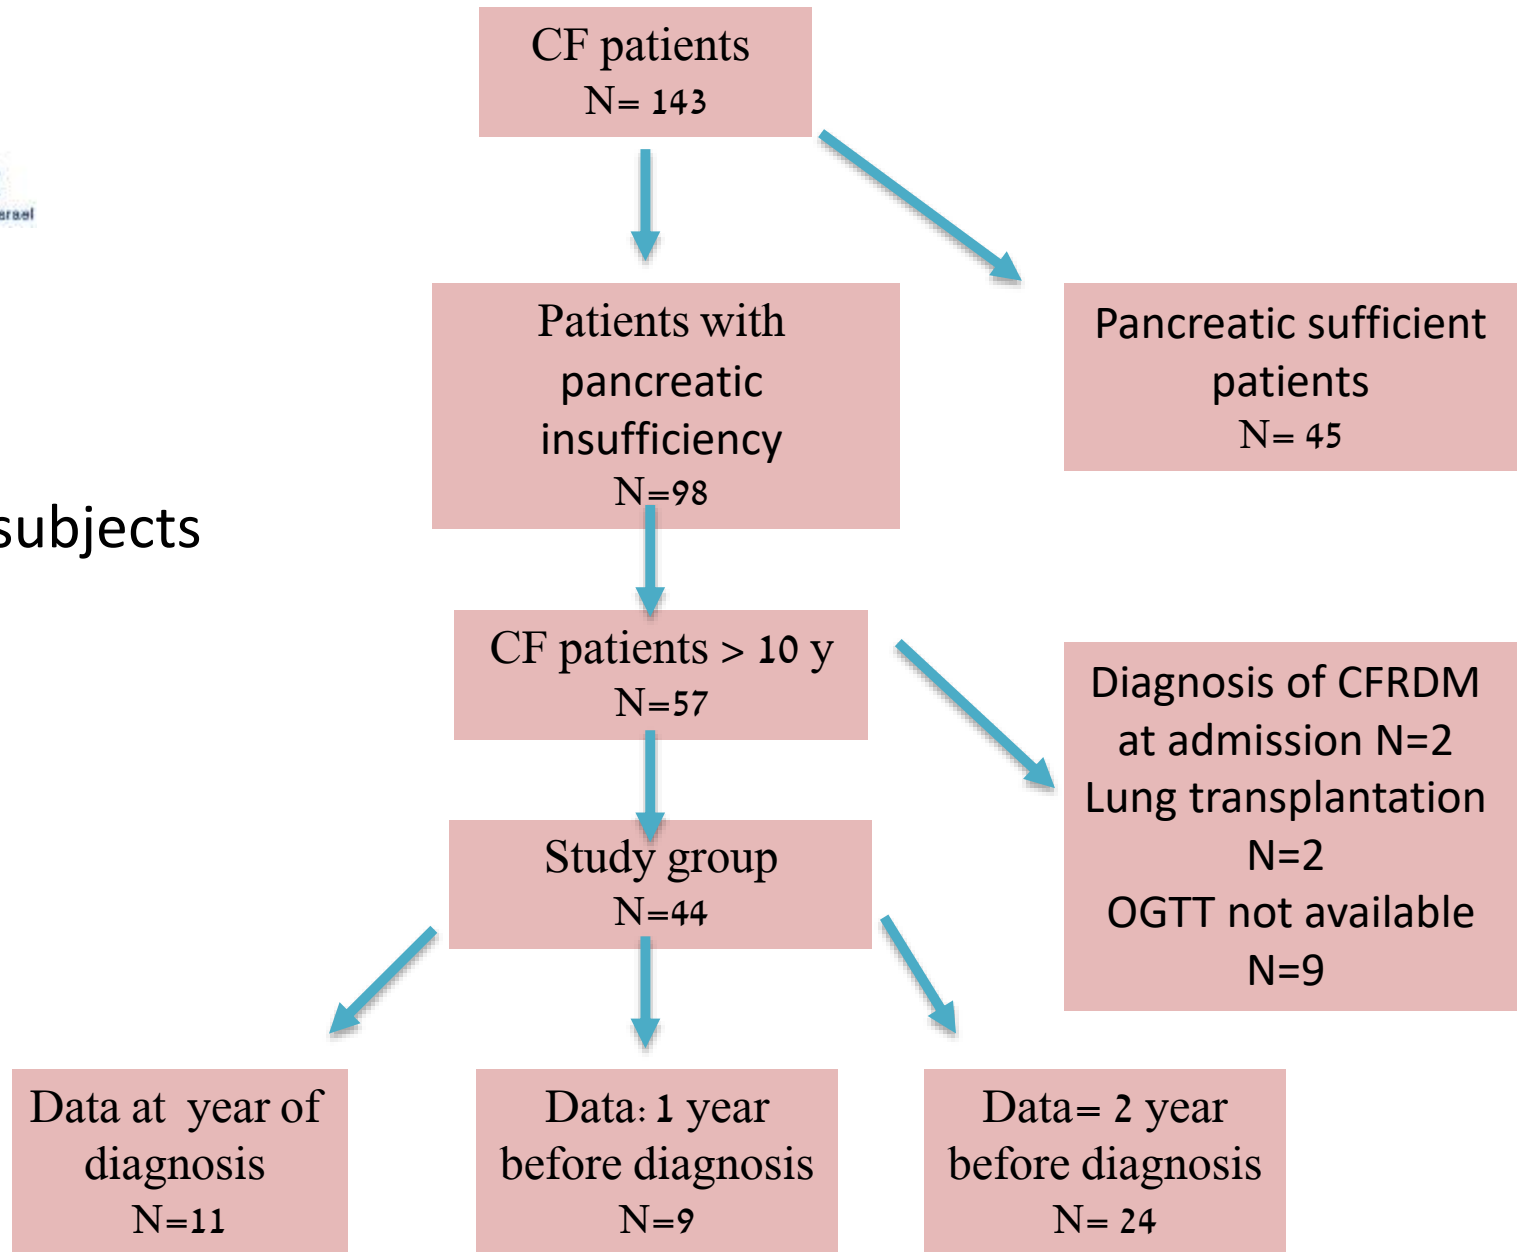 CF patients
N= 143
srael
Patients with
pancreatic
insufficiency
N=98
Pancreatic sufficient
patients
N= 45
subjects
CF patients > 10 y
N=57
Diagnosis of CFRDM
at admission N=2
Lung transplantation
N=2
OGTT not available
N=9
Study group
N=44
Data at  year of
diagnosis
N=11
Data: 1 year
before diagnosis
N=9
Data= 2 year
before diagnosis
N= 24